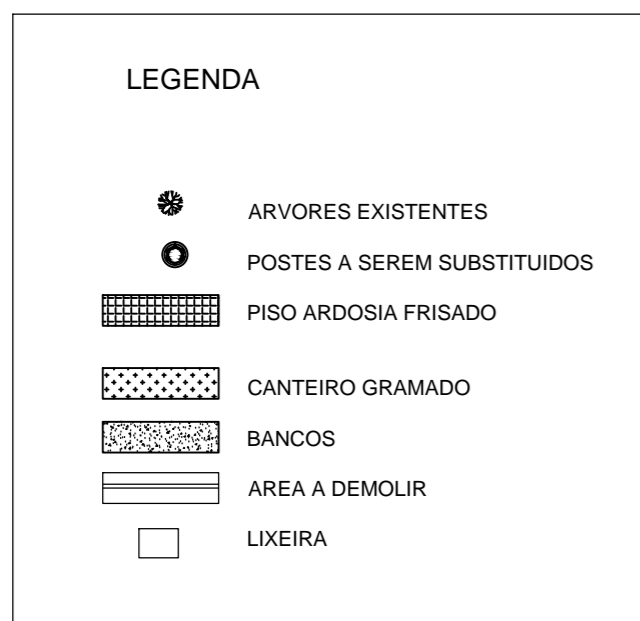 LEGENDA
ARVORES EXISTENTES
POSTES A SEREM SUBSTITUIDOS
PISO ARDOSIA FRISADO
CANTEIRO GRAMADO
BANCOS
AREA A DEMOLIR
LIXEIRA